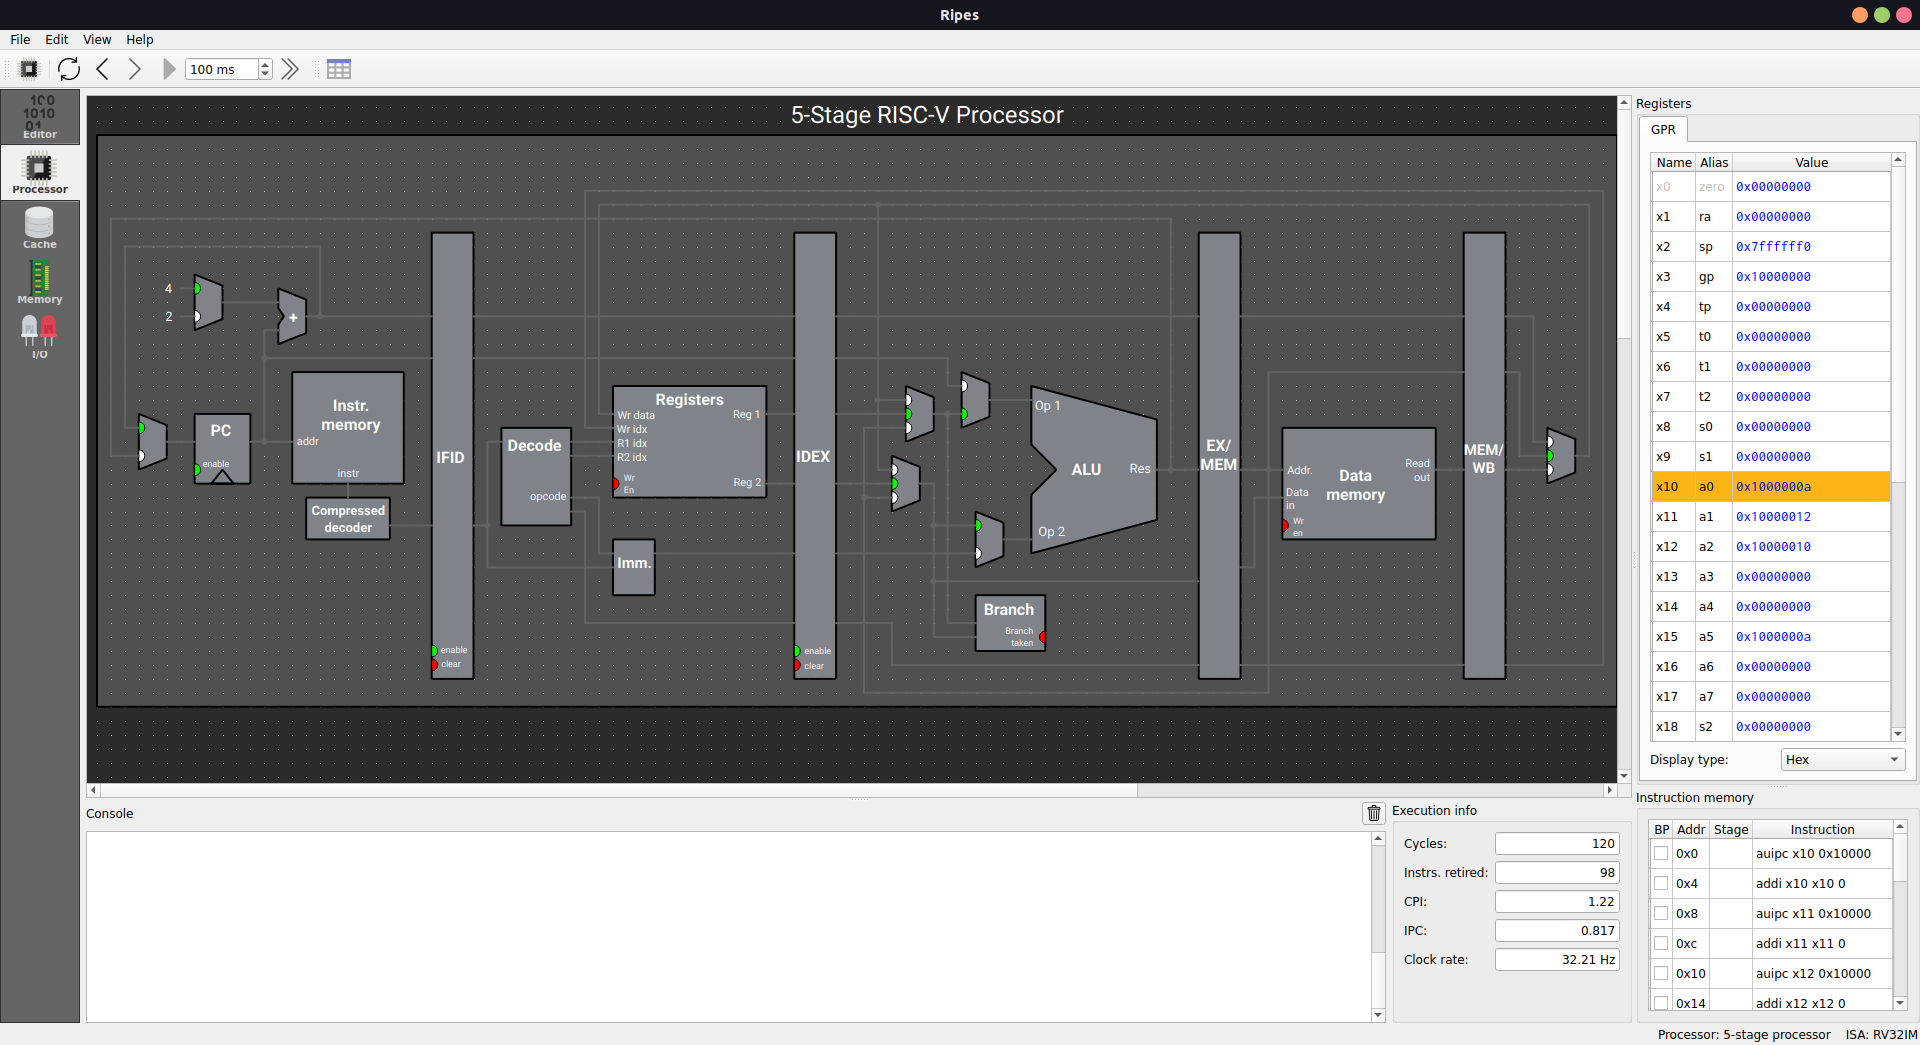 Ripes
File Edit View Help
100 ms
Editor
Processor
Cache
Memory
I/O
5-Stage RISC-V Processor
4
2
+
PC
enable
Instr. memory
addr
instr
Compressed decoder
IFID
enable
clear
Decode
opcode
Registers
Wr data
Wr idx
R1 idx
R2 idx
Wr En
Reg 1
Reg 2
Imm.
IDEX
enable
clear
Op 1
ALU
Res
Op 2
Branch
Branch taken
EX/ MEM
Addr.
Data in
Wr en
Data memory
Read out
MEM/ WB
Registers
GPR
Name Alias Value
x0 zero 0x00000000
x1 ra 0x00000000
x2 sp 0x7ffffff0
x3 gp 0x10000000
x4 tp 0x00000000
x5 t0 0x00000000
x6 t1 0x00000000
x7 t2 0x00000000
x8 s0 0x00000000
x9 s1 0x00000000
x10 a0 0x1000000a
x11 a1 0x10000012
x12 a2 0x10000010
x13 a3 0x00000000
x14 a4 0x00000000
x15 a5 0x1000000a
x16 a6 0x00000000
x17 a7 0x00000000
x18 s2 0x00000000
Display type: Hex
Console
Execution info
Cycles: 120
Instrs. retired: 98
CPI: 1.22
IPC: 0.817
Clock rate: 32.21 Hz
Instruction memory
BP Addr Stage Instruction
0x0 auipc x10 0x10000
0x4 addi x10 x10 0
0x8 auipc x11 0x10000
0xc addi x11 x11 0
0x10 auipc x12 0x10000
0x14 addi x12 x12 0
Processor: 5-stage processor ISA: RV32IM